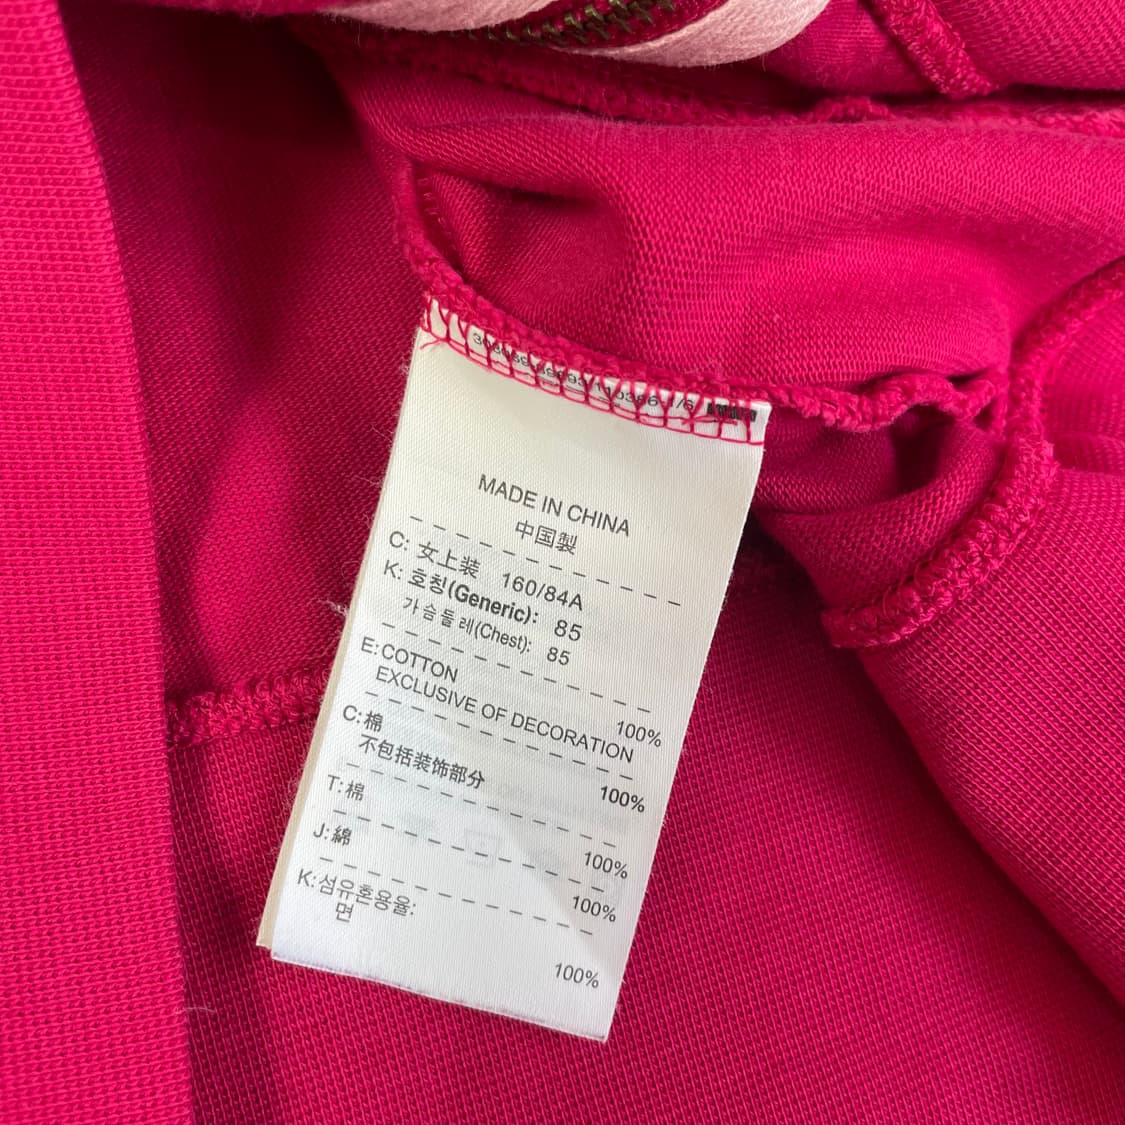 MADE IN CHINA
中国製
C: 女上装 160/84A
K: 호칭(Generic): 85
가슴둘레(Chest): 85
E: COTTON 100%
EXCLUSIVE OF DECORATION
C: 棉 100%
不包括装饰部分
T: 棉 100%
J: 綿 100%
K: 섬유혼용율:
면 100%